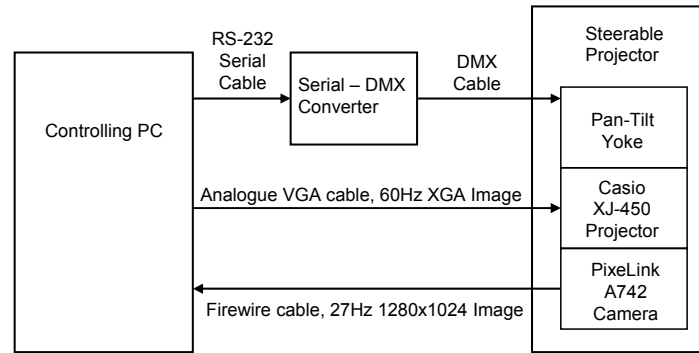 Controlling PC
RS-232
Serial
Cable
Serial – DMX
Converter
DMX
Cable
Steerable
Projector
Pan-Tilt
Yoke
Analogue VGA cable, 60Hz XGA Image
Casio
XJ-450
Projector
PixeLink
A742
Camera
Firewire cable, 27Hz 1280x1024 Image